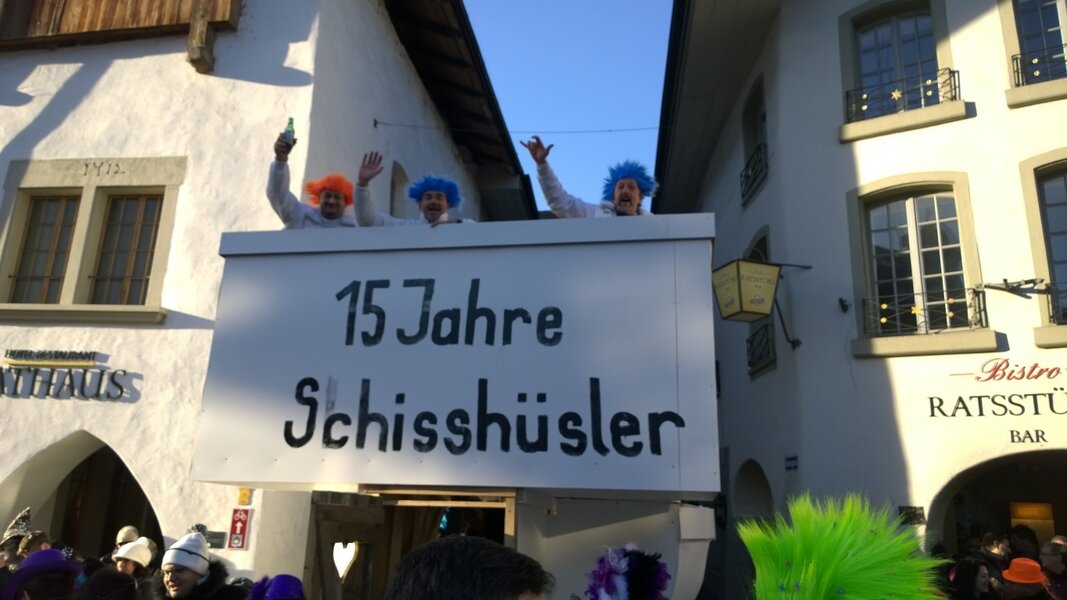 15 Jahre
Schisshüsler
HOTEL-RESTAURANT
ATHAUS
Bistro
RATSSTÜ
BAR